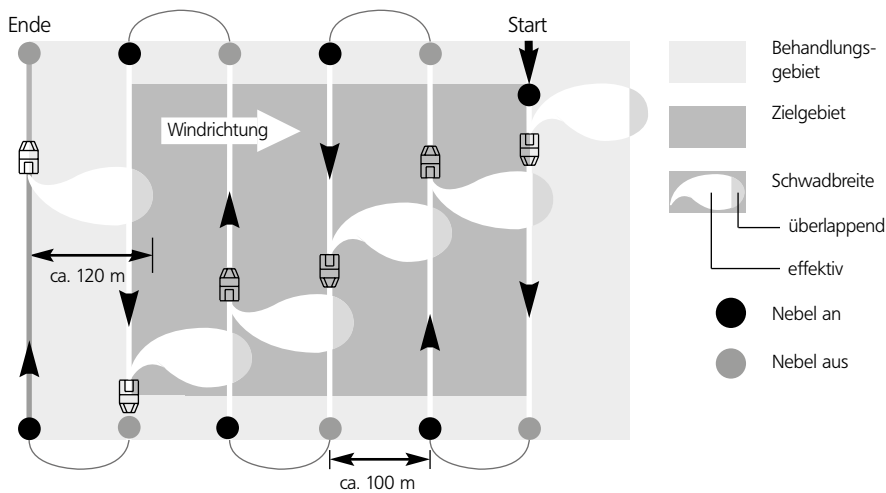 Ende
Start
Windrichtung
ca. 120 m
ca. 100 m
Behandlungs-
gebiet
Zielgebiet
Schwadbreite
überlappend
effektiv
Nebel an
Nebel aus